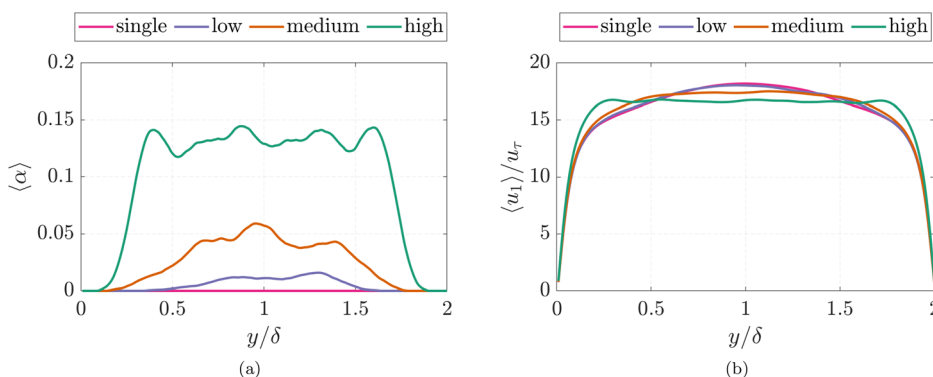 single low medium high
0.2
0.15
0.1
0.05
0
0 0.5 1 1.5 2
⟨α⟩
y/δ
(a)
single low medium high
20
15
10
5
0
0 0.5 1 1.5 2
⟨u₁⟩/u_τ
y/δ
(b)